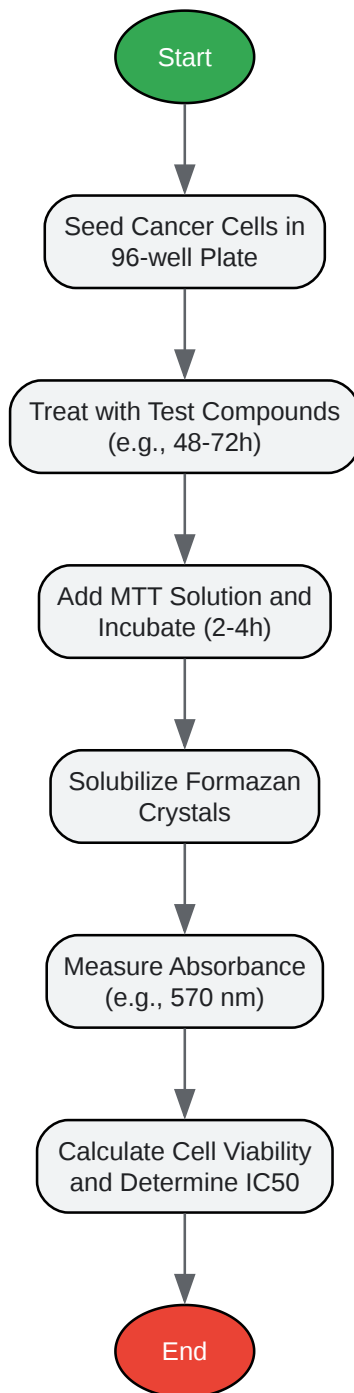 Start
Seed Cancer Cells in
96-well Plate
Treat with Test Compounds
(e.g., 48-72h)
Add MTT Solution and
Incubate (2-4h)
Solubilize Formazan
Crystals
Measure Absorbance
(e.g., 570 nm)
Calculate Cell Viability
and Determine IC50
End